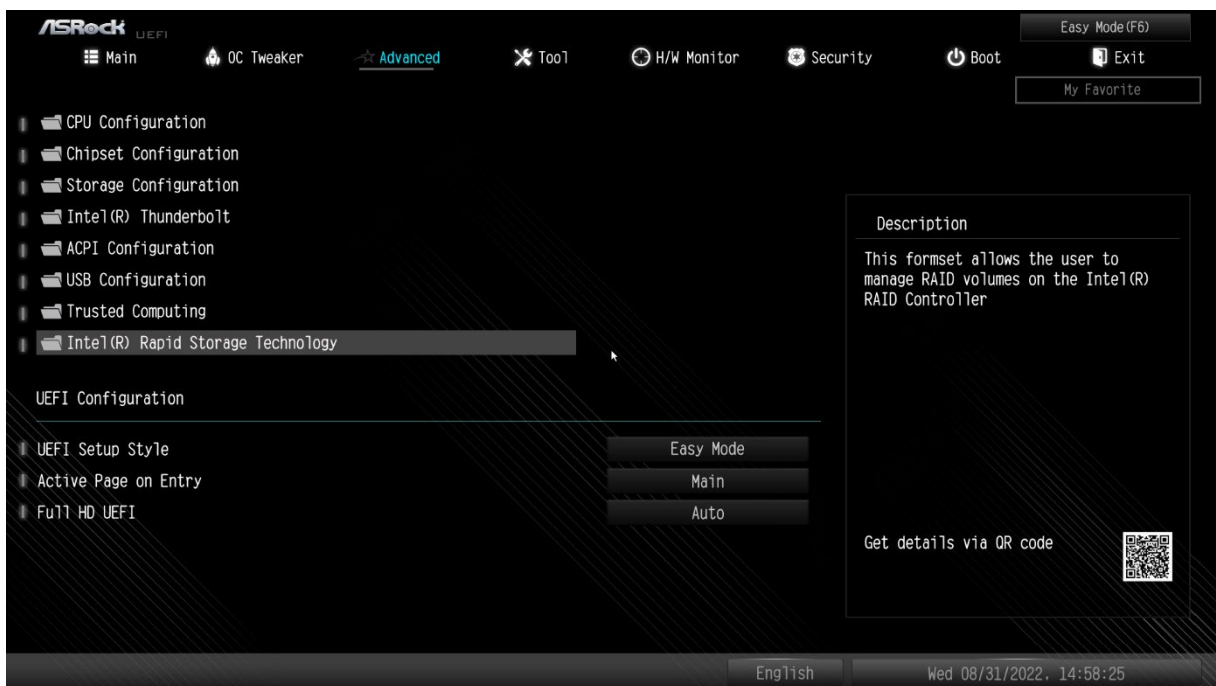 ASRock UEFI
Easy Mode(F6)
Main OC Tweaker Advanced Tool H/W Monitor Security Boot Exit
My Favorite
CPU Configuration
Chipset Configuration
Storage Configuration
Intel(R) Thunderbolt
ACPI Configuration
USB Configuration
Trusted Computing
Intel(R) Rapid Storage Technology
UEFI Configuration
UEFI Setup Style Easy Mode
Active Page on Entry Main
Full HD UEFI Auto
Description
This formset allows the user to
manage RAID volumes on the Intel(R)
RAID Controller
Get details via QR code
English Wed 08/31/2022. 14:58:25